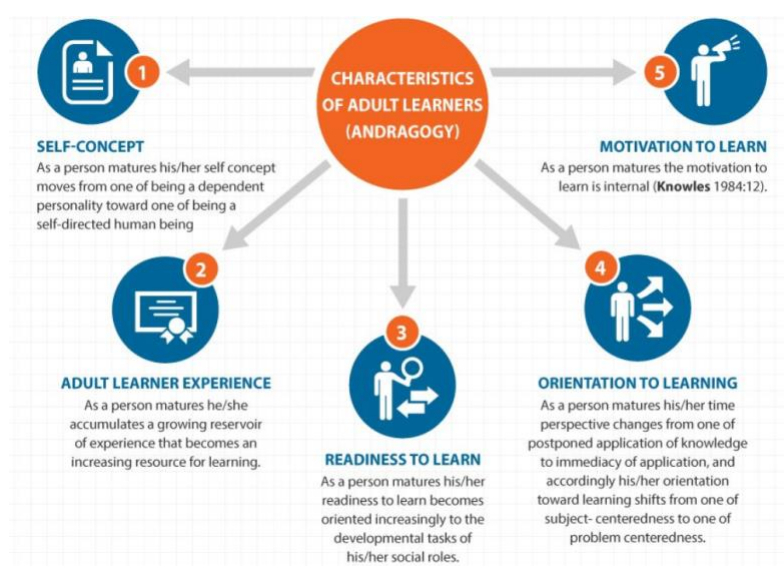 CHARACTERISTICS
OF ADULT LEARNERS
(ANDRAGOGY)
1
SELF-CONCEPT
As a person matures his/her self concept
moves from one of being a dependent
personality toward one of being a
self-directed human being
2
ADULT LEARNER EXPERIENCE
As a person matures he/she
accumulates a growing reservoir
of experience that becomes an
increasing resource for learning.
3
READINESS TO LEARN
As a person matures his/her
readiness to learn becomes
oriented increasingly to the
developmental tasks of
his/her social roles.
4
ORIENTATION TO LEARNING
As a person matures his/her time
perspective changes from one of
postponed application of knowledge
to immediacy of application, and
accordingly his/her orientation
toward learning shifts from one of
subject- centeredness to one of
problem centeredness.
5
MOTIVATION TO LEARN
As a person matures the motivation to
learn is internal (Knowles 1984:12).